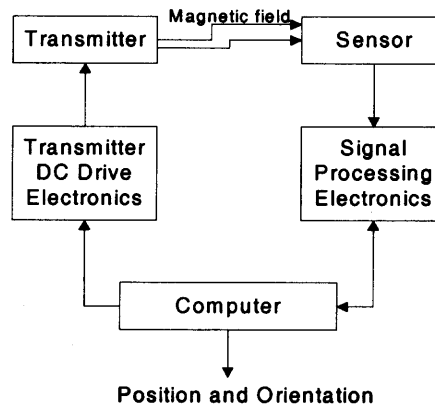 Magnetic field
Transmitter
Sensor
Transmitter
DC Drive
Electronics
Signal
Processing
Electronics
Computer
Position and Orientation